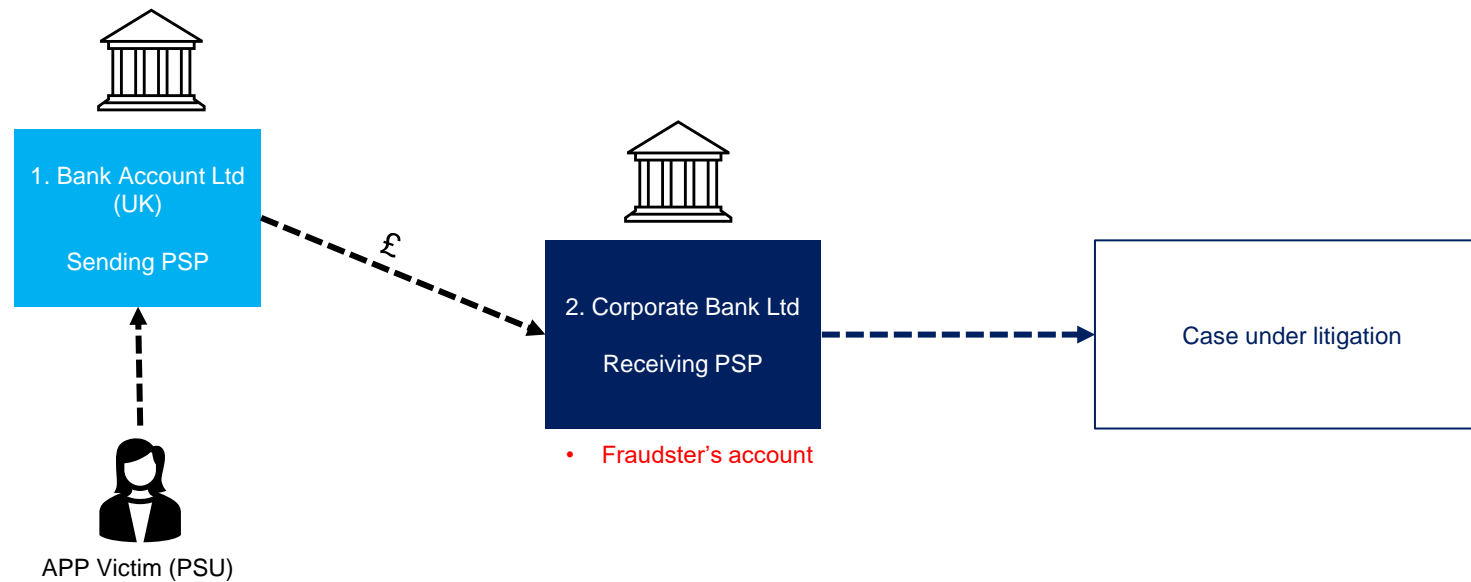 1. Bank Account Ltd
(UK)
Sending PSP
£
2. Corporate Bank Ltd
Receiving PSP
Case under litigation
• Fraudster’s account
APP Victim (PSU)